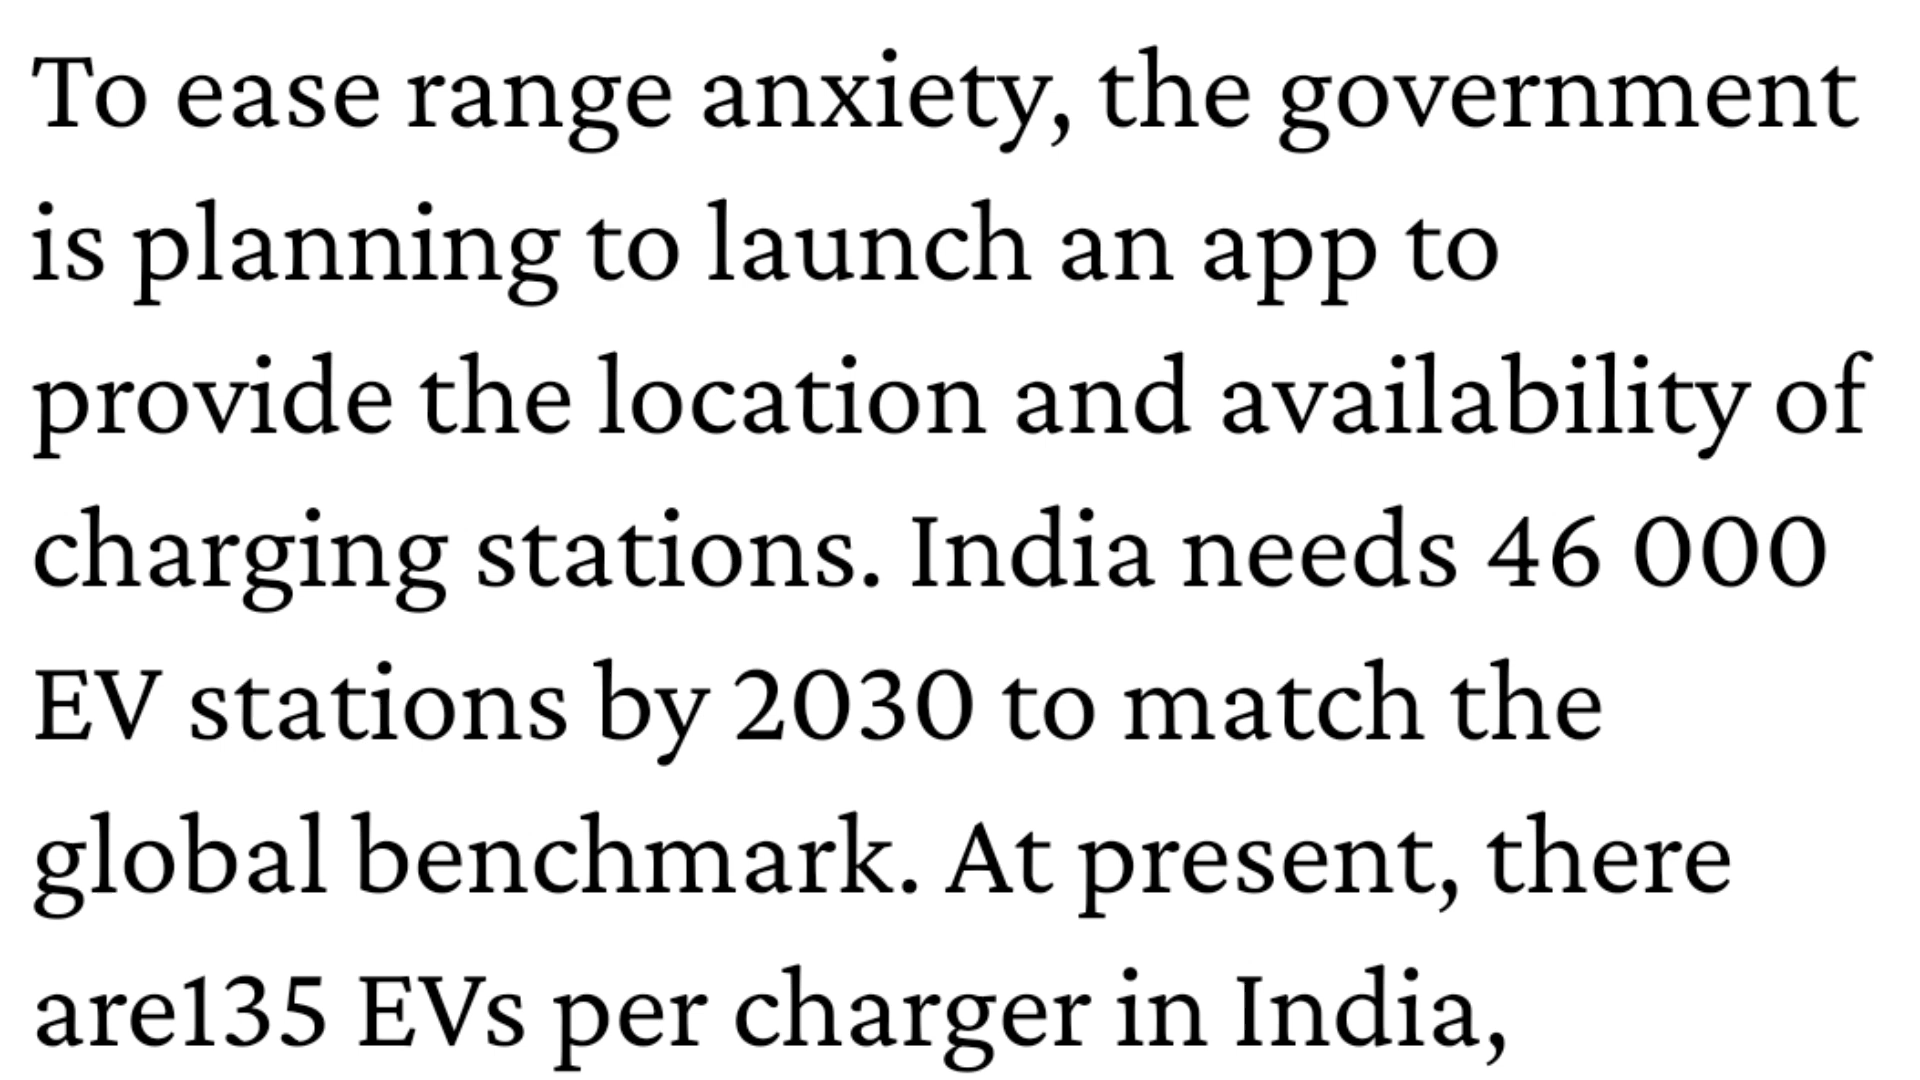 To ease range anxiety, the government
is planning to launch an app to
provide the location and availability of
charging stations. India needs 46 000
EV stations by 2030 to match the
global benchmark. At present, there
are135 EVs per charger in India,